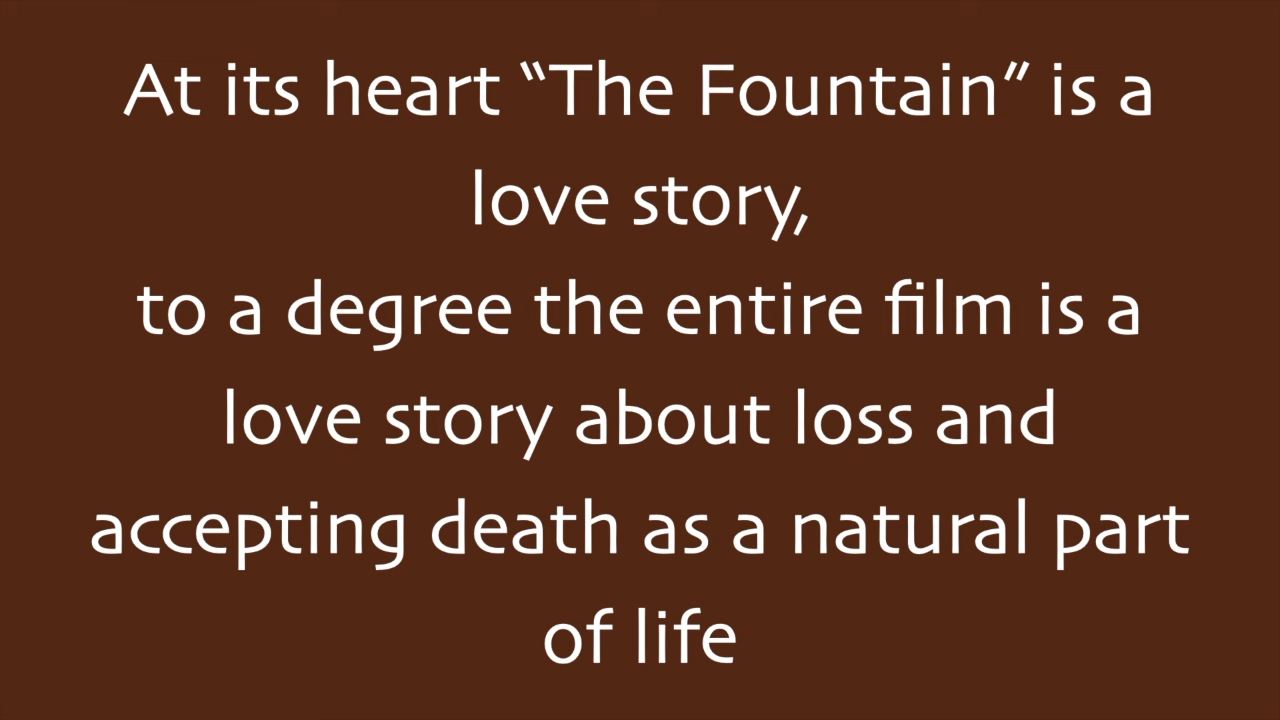 At its heart “The Fountain” is a
love story,
to a degree the entire film is a
love story about loss and
accepting death as a natural part
of life